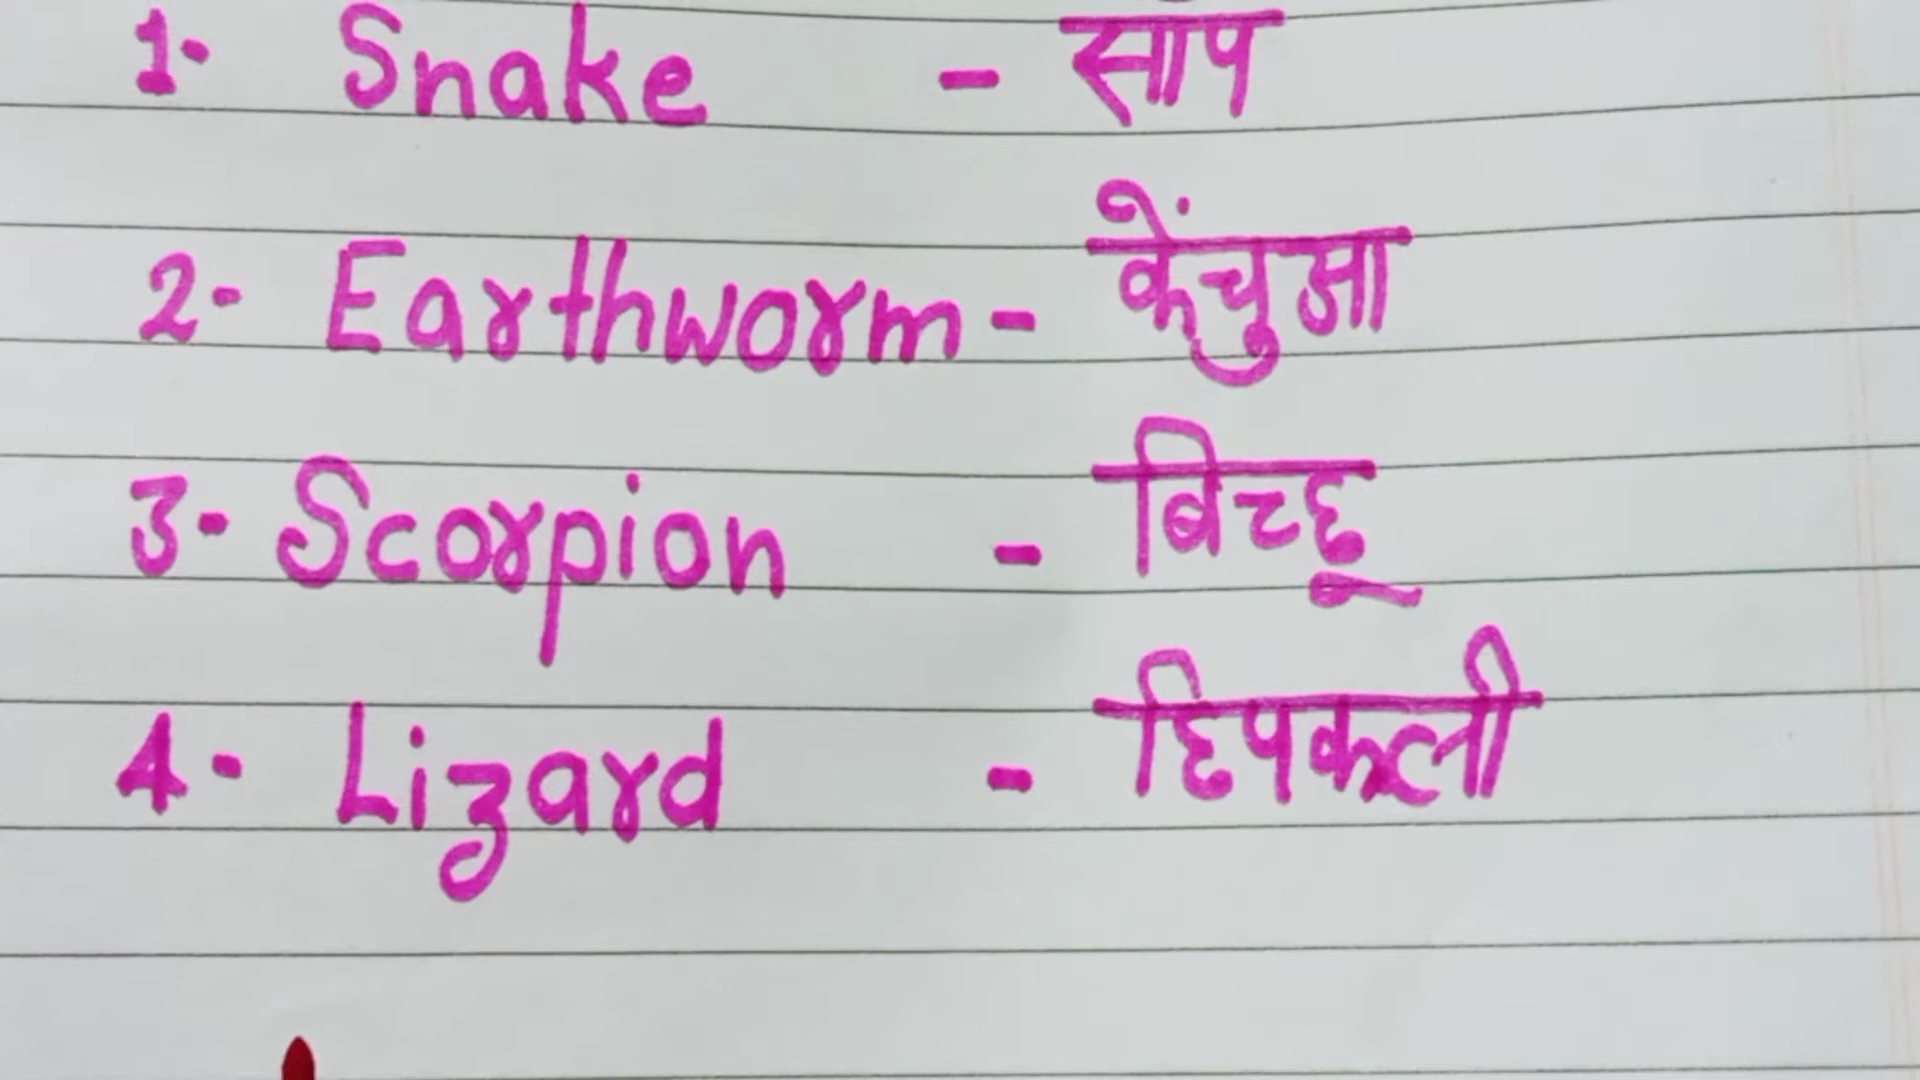 1- Snake - साँप
2- Earthworm - केंचुआ
3- Scorpion - बिच्छू
4- Lizard - छिपकली